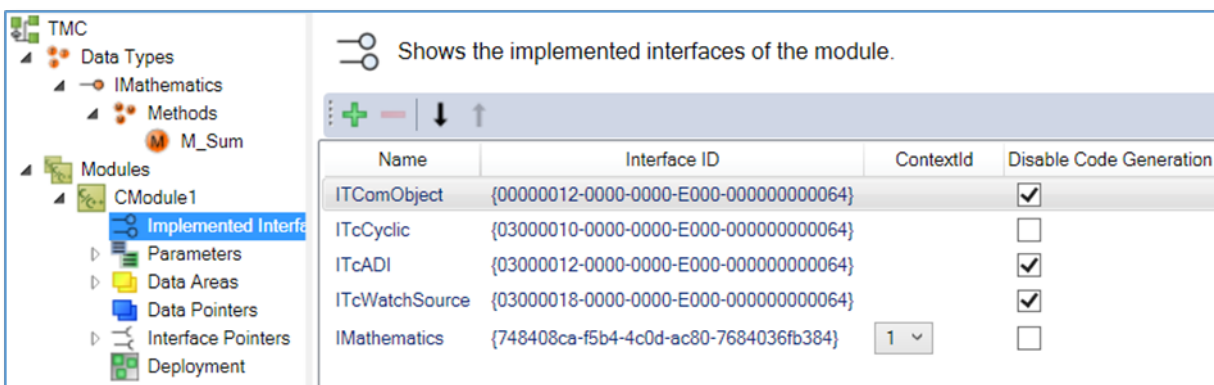 TMC
Data Types
IMathematics
Methods
M M_Sum
Modules
CModule1
Implemented Interfa
Parameters
Data Areas
Data Pointers
Interface Pointers
Deployment
Shows the implemented interfaces of the module.
Name Interface ID ContextId Disable Code Generation
ITComObject {00000012-0000-0000-E000-000000000064}
ITcCyclic {03000010-0000-0000-E000-000000000064}
ITcADI {03000012-0000-0000-E000-000000000064}
ITcWatchSource {03000018-0000-0000-E000-000000000064}
IMathematics {748408ca-f5b4-4c0d-ac80-7684036fb384} 1